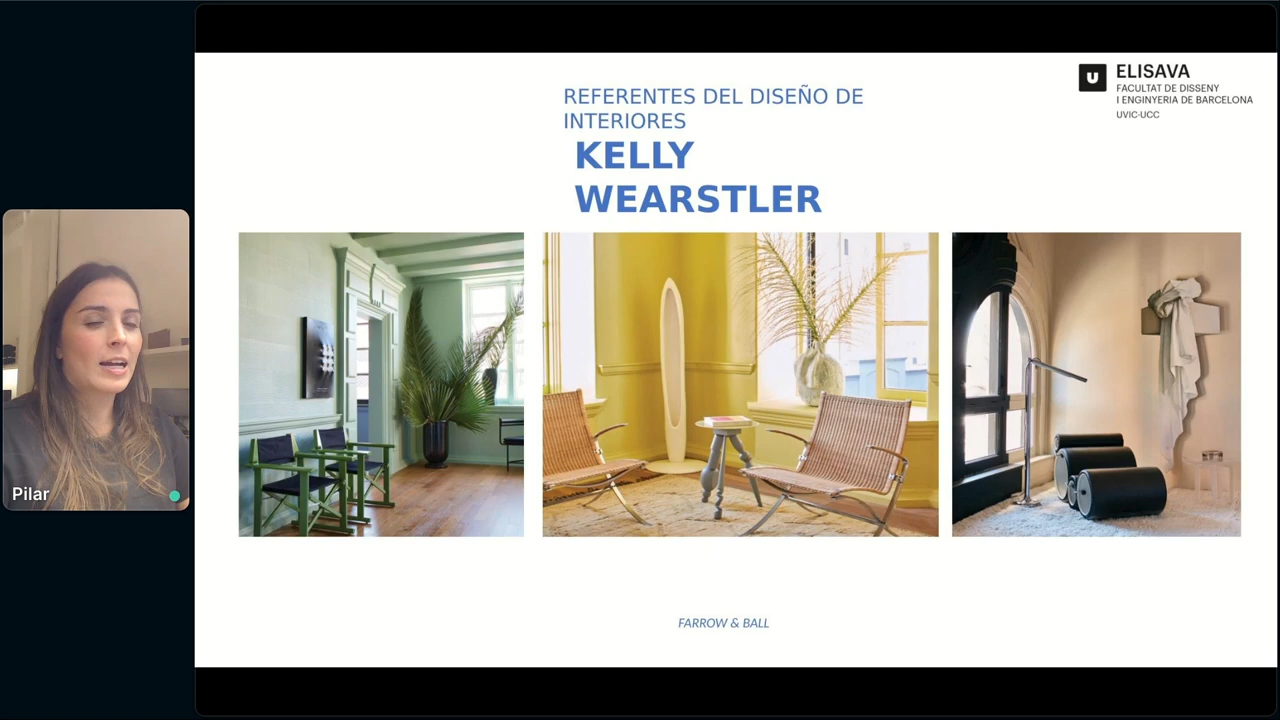 REFERENTES DEL DISEÑO DE
INTERIORES
KELLY
WEARSTLER
ELISAVA
FACULTAT DE DISSENY
I ENGINYERIA DE BARCELONA
UVIC·UCC
Pilar
FARROW & BALL